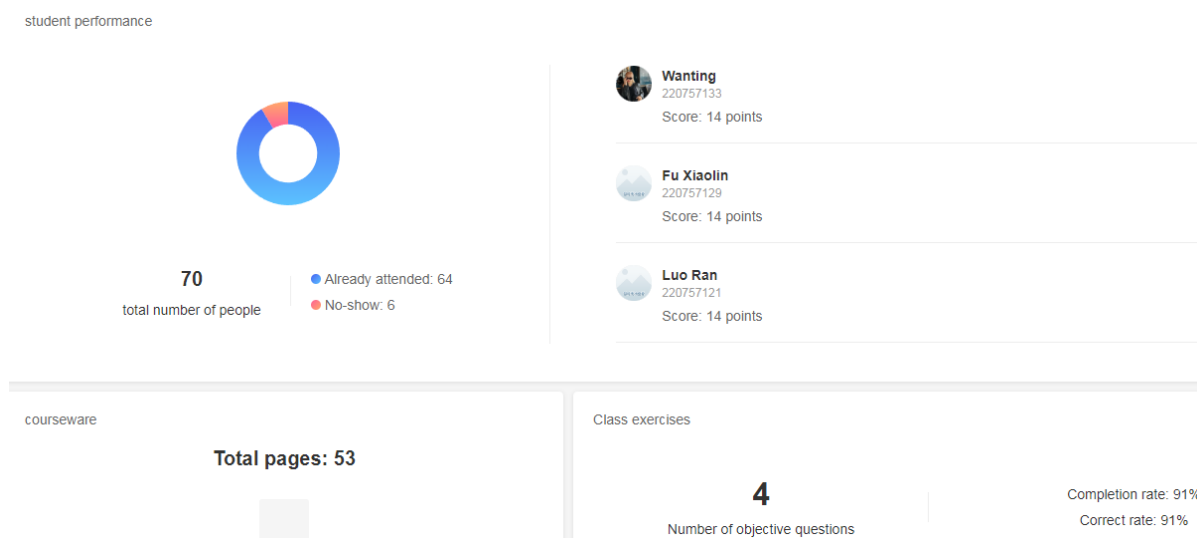 student performance
70
total number of people
Already attended: 64
No-show: 6
Wanting
220757133
Score: 14 points
Fu Xiaolin
220757129
Score: 14 points
Luo Ran
220757121
Score: 14 points
courseware
Total pages: 53
Class exercises
4
Number of objective questions
Completion rate: 91%
Correct rate: 91%